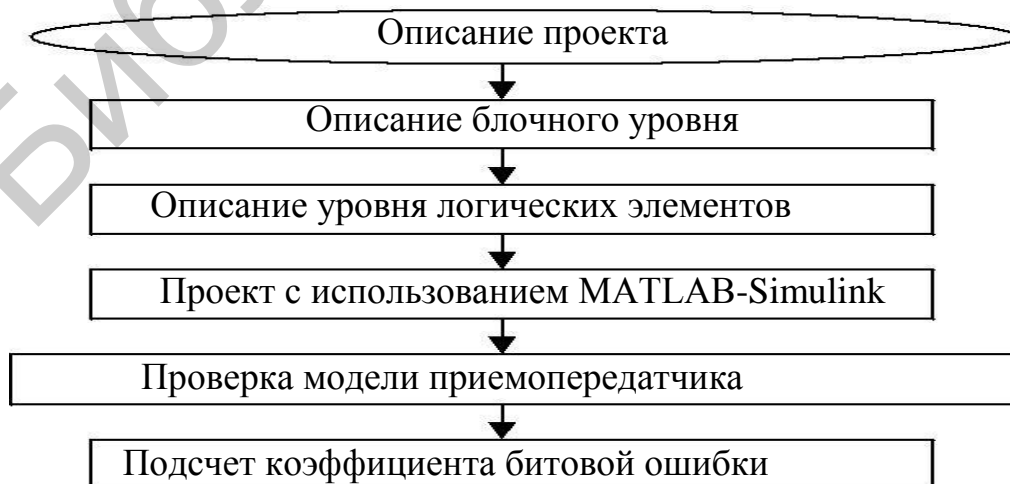 Описание проекта
Описание блочного уровня
Описание уровня логических элементов
Проект с использованием MATLAB-Simulink
Проверка модели приемопередатчика
Подсчет коэффициента битовой ошибки